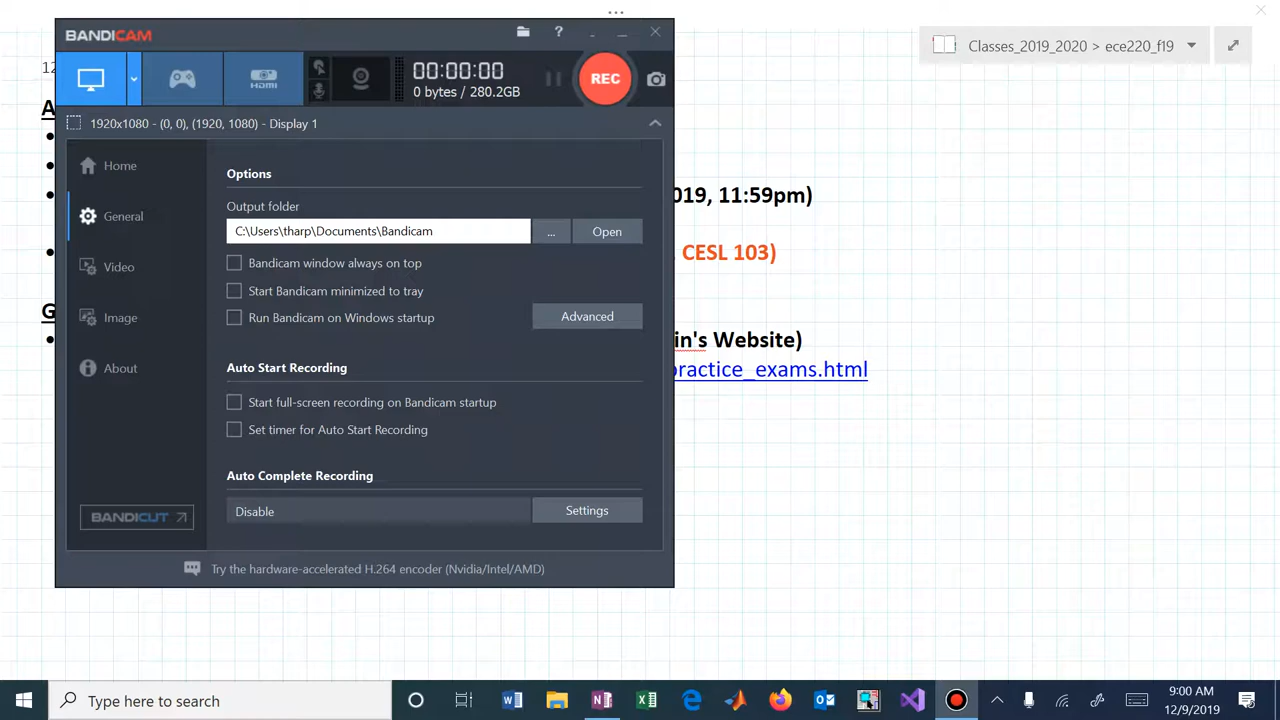 BANDICAM
?
Classes_2019_2020 > ece220_f19
12
00:00:00
0 bytes / 280.2GB
HDMI
REC
A
1920x1080 - (0, 0), (1920, 1080) - Display 1
Home
General
Video
Image
About
BANDICUT
Options
Output folder
C:\Users\tharp\Documents\Bandicam
...
Open
Bandicam window always on top
Start Bandicam minimized to tray
Run Bandicam on Windows startup
Advanced
Auto Start Recording
Start full-screen recording on Bandicam startup
Set timer for Auto Start Recording
Auto Complete Recording
Disable
Settings
Try the hardware-accelerated H.264 encoder (Nvidia/Intel/AMD)
019, 11:59pm)
CESL 103)
G
in's Website)
practice_exams.html
Type here to search
9:00 AM
12/9/2019